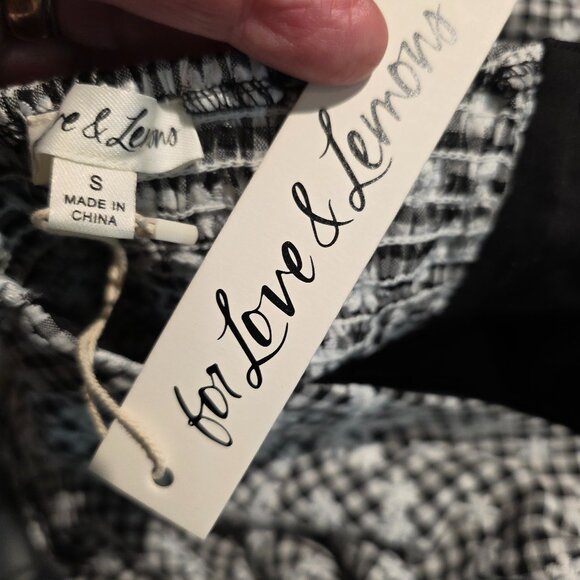 e & Lemons
S
MADE IN
CHINA
for Love & Lemons